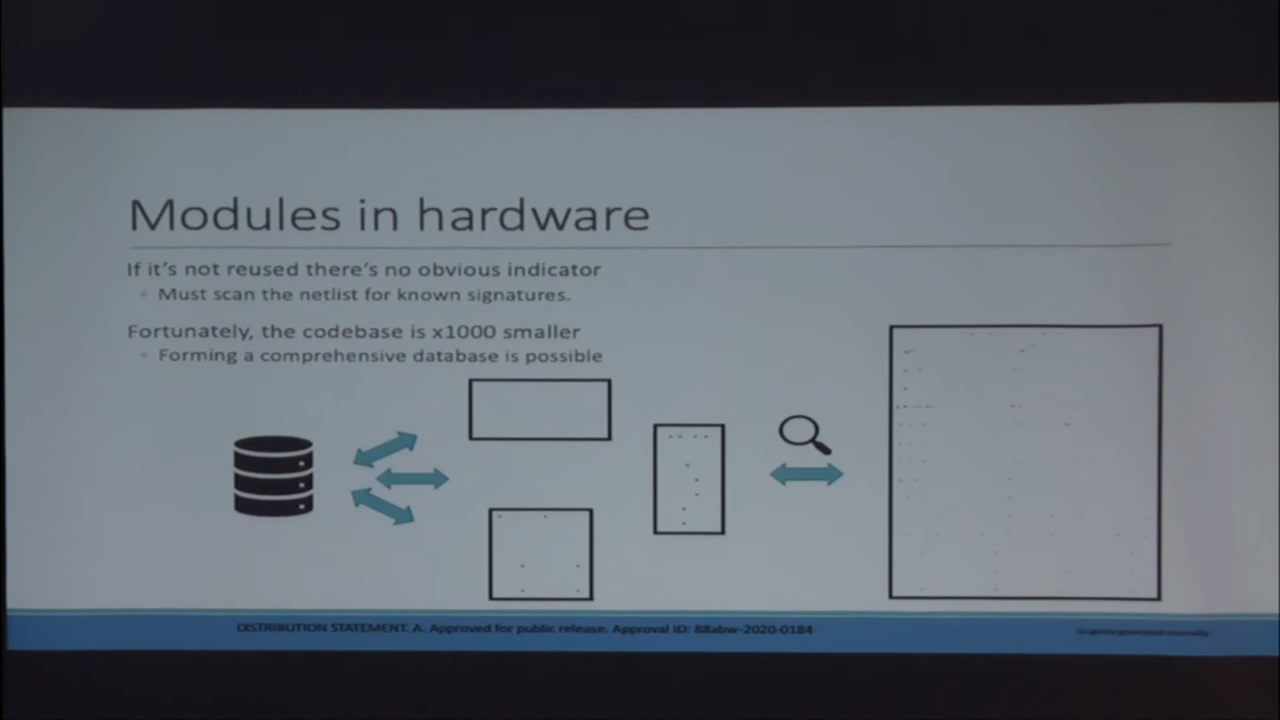 Modules in hardware
If it's not reused there's no obvious indicator
Must scan the netlist for known signatures.
Fortunately, the codebase is x1000 smaller
Forming a comprehensive database is possible
DISTRIBUTION STATEMENT. A. Approved for public release. Approval ID: 88abw-2020-0184